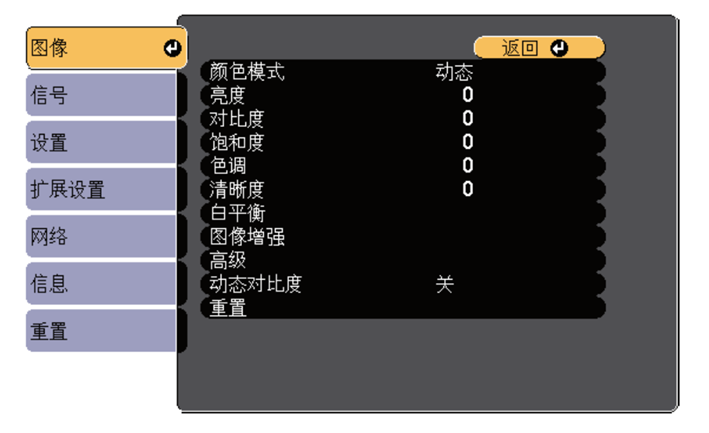 图像
信号
设置
扩展设置
网络
信息
重置
返回
颜色模式 动态
亮度 0
对比度 0
饱和度 0
色调 0
清晰度 0
白平衡
图像增强
高级
动态对比度 关
重置